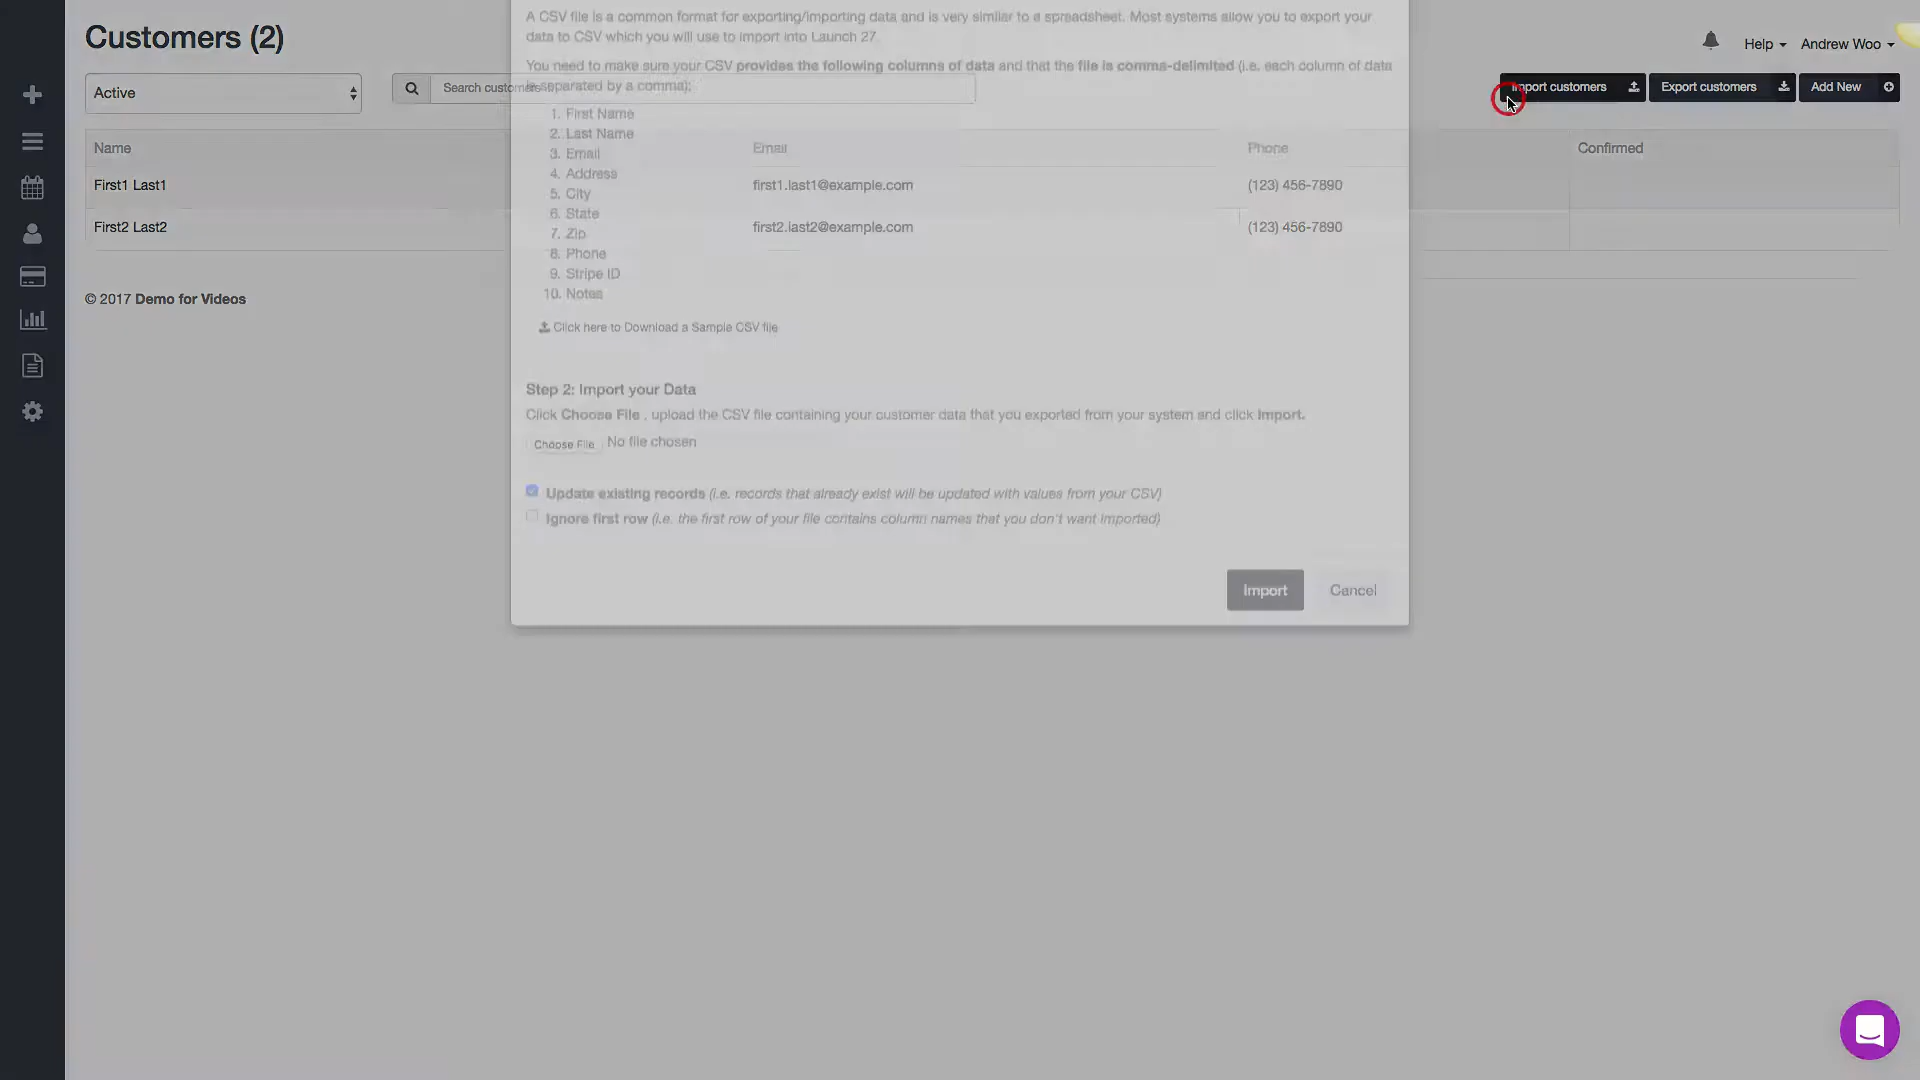 Customers (2)
Help
Andrew Woo
Active
Search custome
Import customers
Export customers
Add New
Name
Email
Phone
Confirmed
First1 Last1
first1.last1@example.com
(123) 456-7890
First2 Last2
first2.last2@example.com
(123) 456-7890
© 2017 Demo for Videos
A CSV file is a common format for exporting/importing data and is very similar to a spreadsheet. Most systems allow you to export your
data to CSV which you will use to import into Launch 27.
You need to make sure your CSV provides the following columns of data and that the file is comma-delimited (i.e. each column of data
is separated by a comma):
1. First Name
2. Last Name
3. Email
4. Address
5. City
6. State
7. Zip
8. Phone
9. Stripe ID
10. Notes
Click here to Download a Sample CSV file
Step 2: Import your Data
Click Choose File , upload the CSV file containing your customer data that you exported from your system and click Import.
Choose File No file chosen
Update existing records (i.e. records that already exist will be updated with values from your CSV)
Ignore first row (i.e. the first row of your file contains column names that you don't want imported)
Import
Cancel